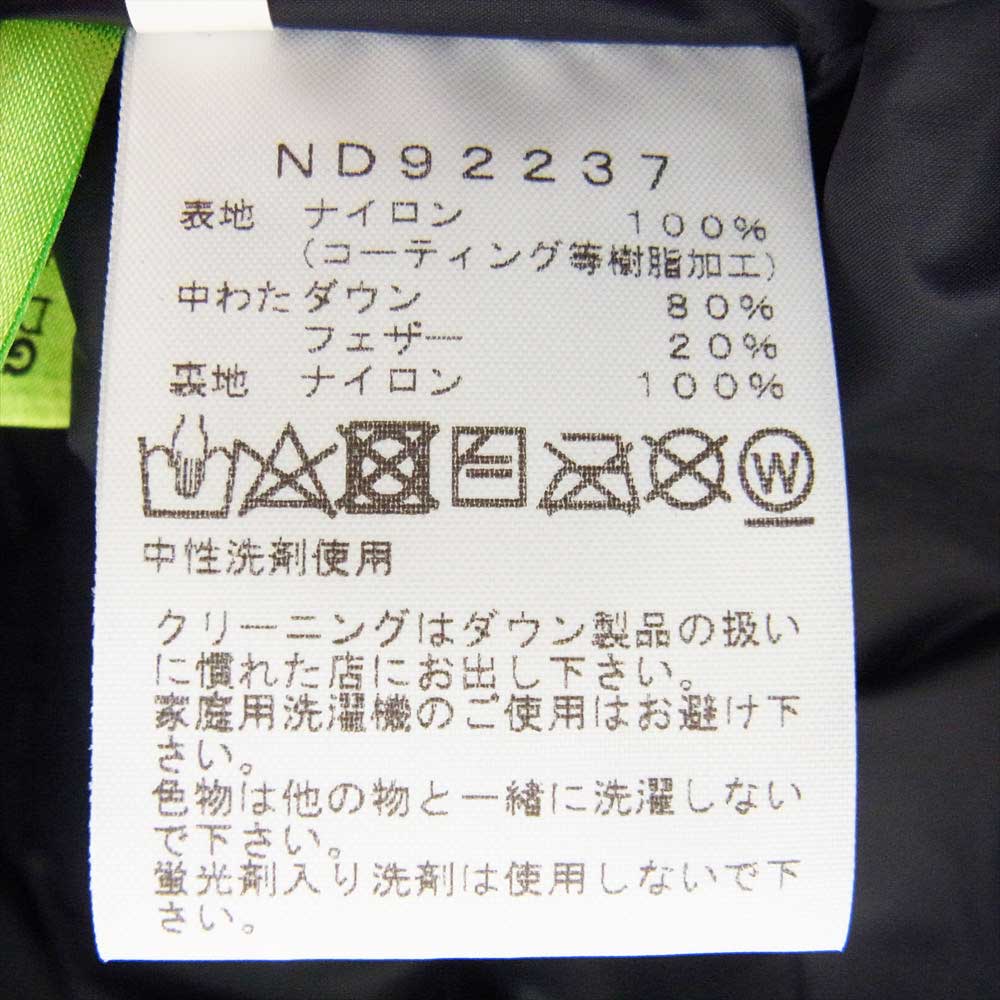 ND92237
表地 ナイロン 100%
(コーティング等樹脂加工)
中わた ダウン 80%
フェザー 20%
裏地 ナイロン 100%
W
中性洗剤使用
クリーニングはダウン製品の扱い
に慣れた店にお出し下さい。
家庭用洗濯機のご使用はお避け下
さい。
色物は他の物と一緒に洗濯しない
で下さい。
蛍光剤入り洗剤は使用しないで下
さい。
G